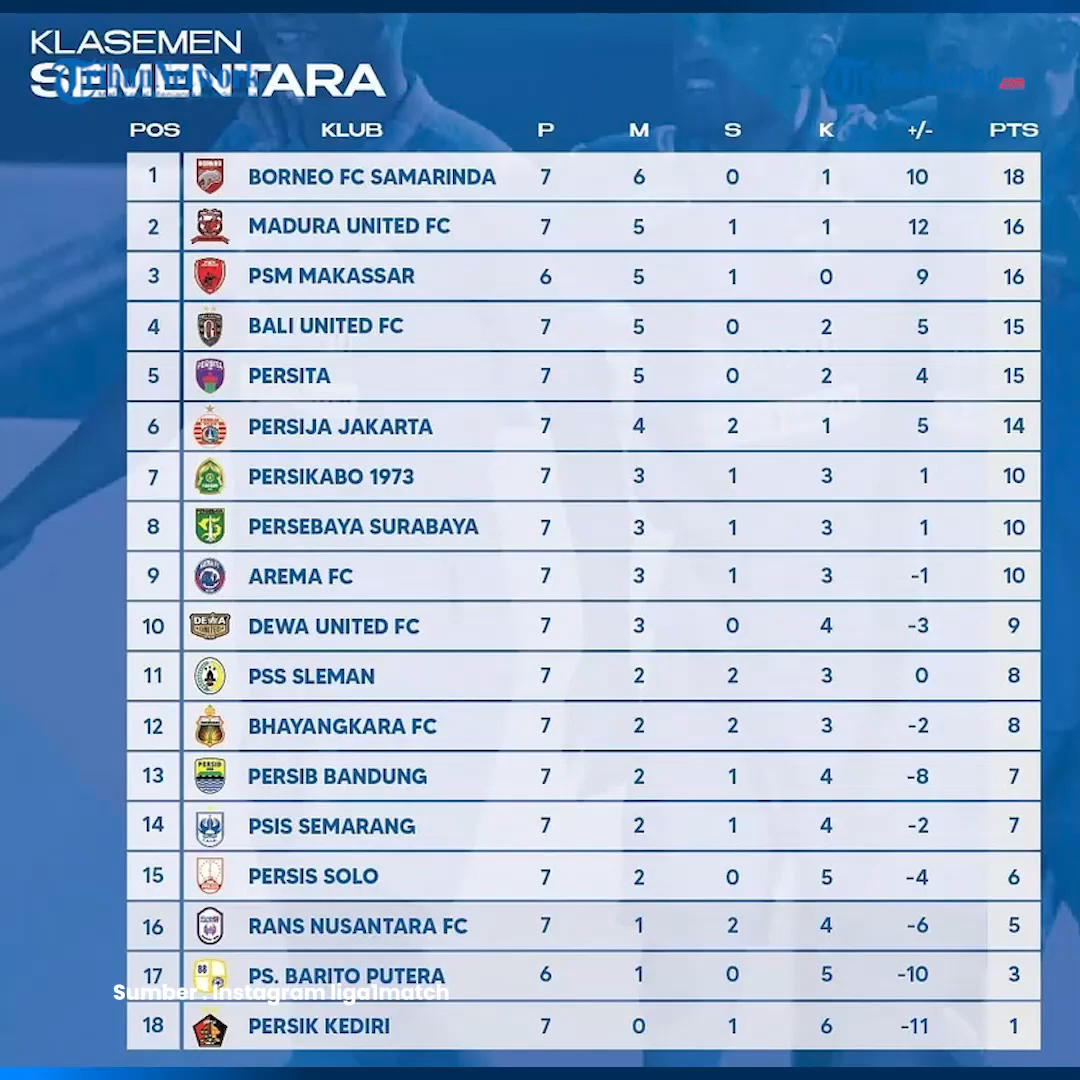 KLASEMEN
SEMENTARA
POS KLUB P M S K +/- PTS
1 BORNEO FC SAMARINDA 7 6 0 1 10 18
2 MADURA UNITED FC 7 5 1 1 12 16
3 PSM MAKASSAR 6 5 1 0 9 16
4 BALI UNITED FC 7 5 0 2 5 15
5 PERSITA 7 5 0 2 4 15
6 PERSIJA JAKARTA 7 4 2 1 5 14
7 PERSIKABO 1973 7 3 1 3 1 10
8 PERSEBAYA SURABAYA 7 3 1 3 1 10
9 AREMA FC 7 3 1 3 -1 10
10 DEWA UNITED FC 7 3 0 4 -3 9
11 PSS SLEMAN 7 2 2 3 0 8
12 BHAYANGKARA FC 7 2 2 3 -2 8
13 PERSIB BANDUNG 7 2 1 4 -8 7
14 PSIS SEMARANG 7 2 1 4 -2 7
15 PERSIS SOLO 7 2 0 5 -4 6
16 RANS NUSANTARA FC 7 1 2 4 -6 5
17 PS. BARITO PUTERA 6 1 0 5 -10 3
Sumber : Instagram liga1match
18 PERSIK KEDIRI 7 0 1 6 -11 1